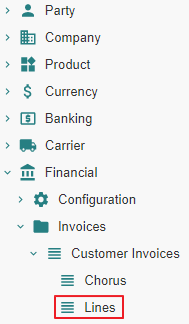 Party
Company
Product
Currency
Banking
Carrier
Financial
Configuration
Invoices
Customer Invoices
Chorus
Lines